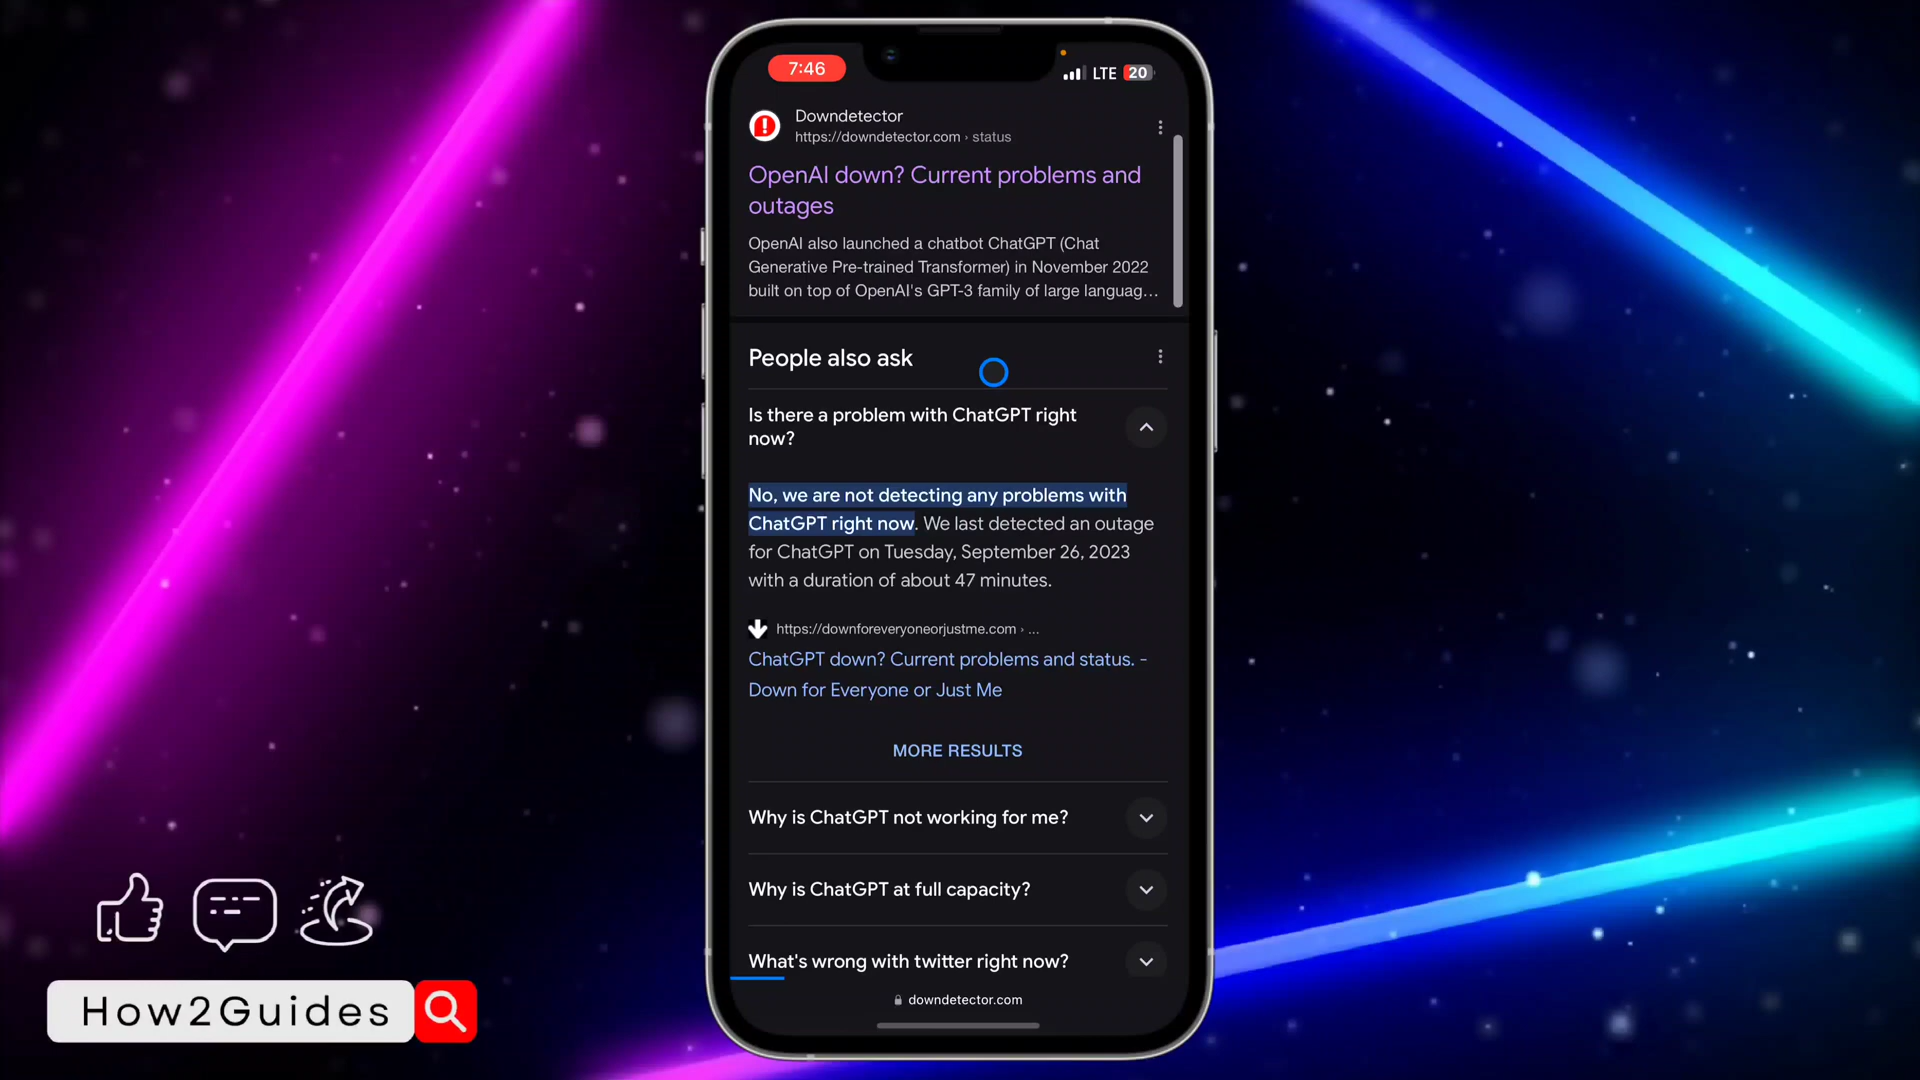 7:46
LTE 20
Downdetector
https://downdetector.com › status
OpenAI down? Current problems and
outages
OpenAI also launched a chatbot ChatGPT (Chat
Generative Pre-trained Transformer) in November 2022
built on top of OpenAI's GPT-3 family of large languag...
People also ask
Is there a problem with ChatGPT right
now?
No, we are not detecting any problems with
ChatGPT right now. We last detected an outage
for ChatGPT on Tuesday, September 26, 2023
with a duration of about 47 minutes.
https://downforeveryoneorjustme.com › ...
ChatGPT down? Current problems and status. -
Down for Everyone or Just Me
MORE RESULTS
Why is ChatGPT not working for me?
Why is ChatGPT at full capacity?
What's wrong with twitter right now?
downdetector.com
How2Guides